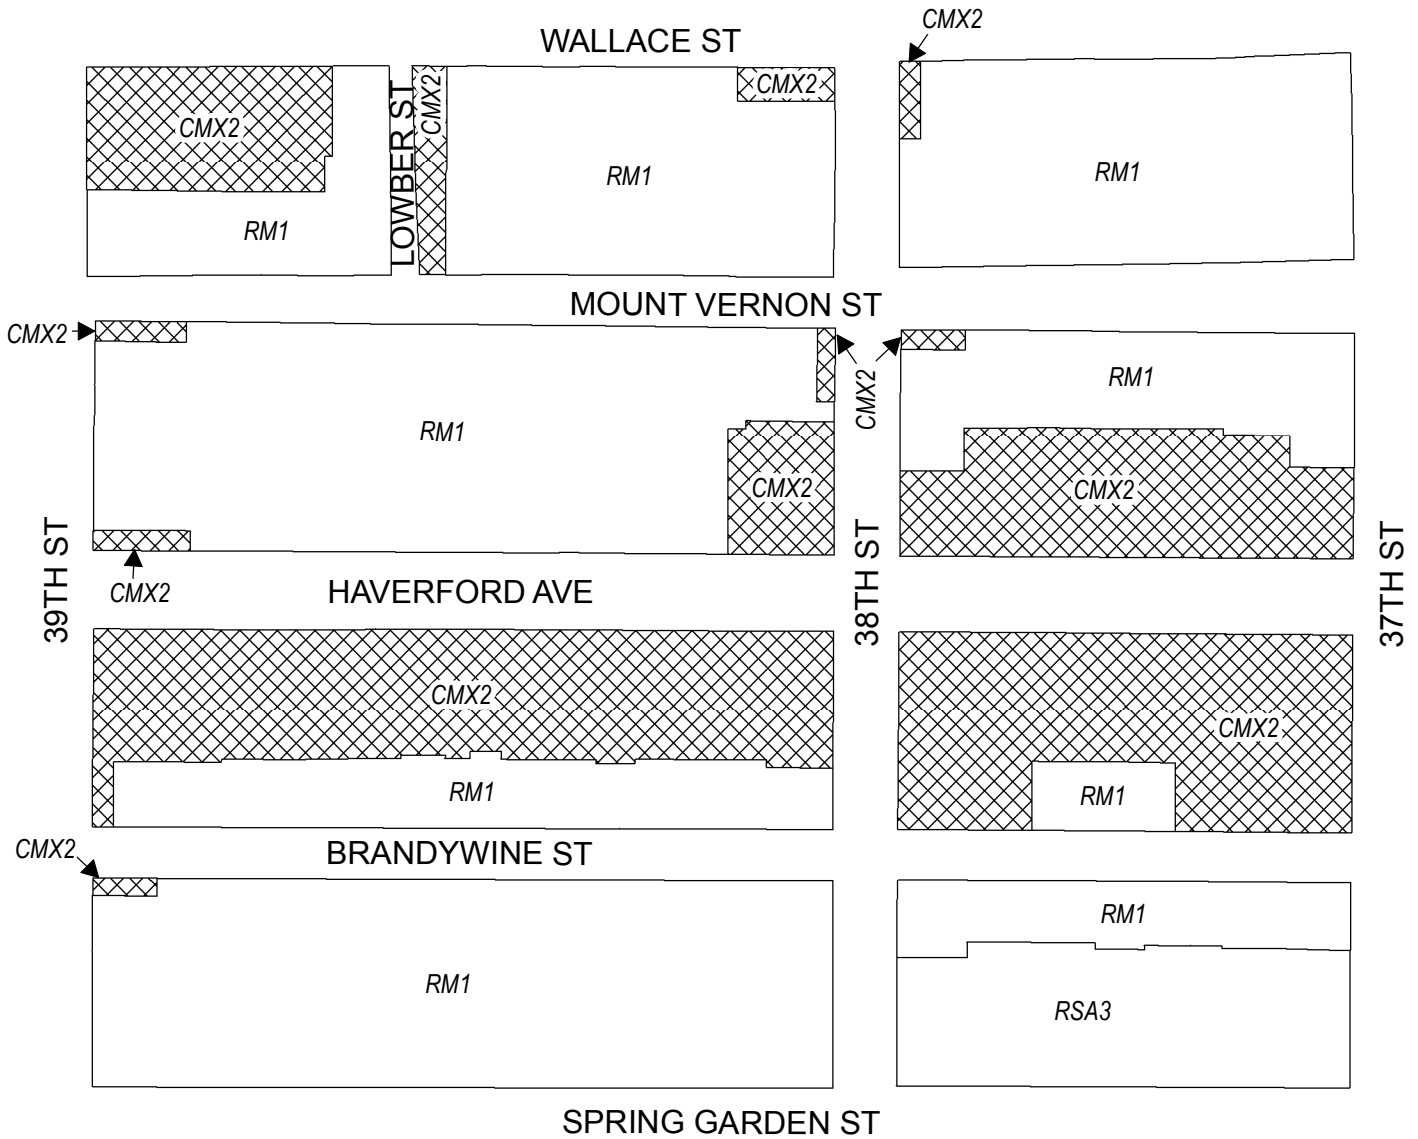 CMX2
WALLACE ST
CMX2
LOWBER ST
CMX2
CMX2
RM1
RM1
RM1
MOUNT VERNON ST
CMX2
CMX2
RM1
RM1
CMX2
CMX2
39TH ST
38TH ST
37TH ST
CMX2
HAVERFORD AVE
CMX2
CMX2
RM1
RM1
CMX2
BRANDYWINE ST
RM1
RM1
RSA3
SPRING GARDEN ST